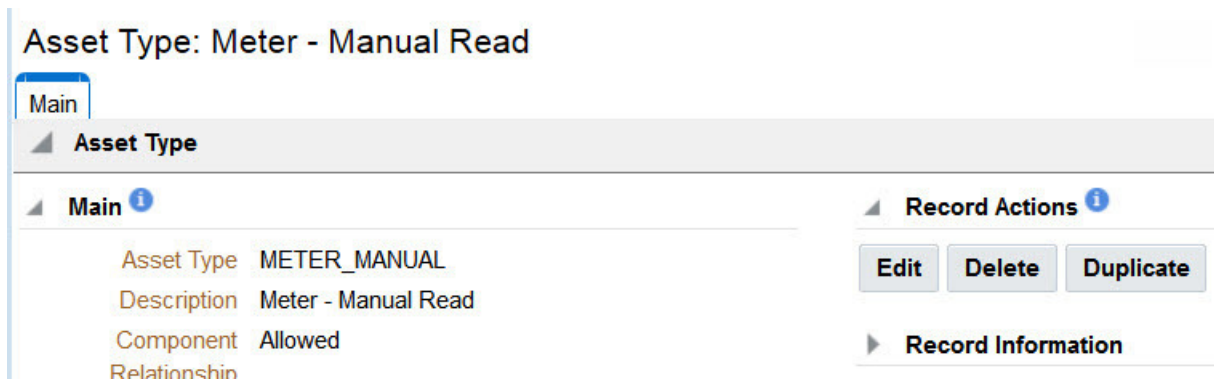 Asset Type: Meter - Manual Read
Main
Asset Type
Main
Asset Type METER_MANUAL
Description Meter - Manual Read
Component Allowed
Relationship
Record Actions
Edit Delete Duplicate
Record Information